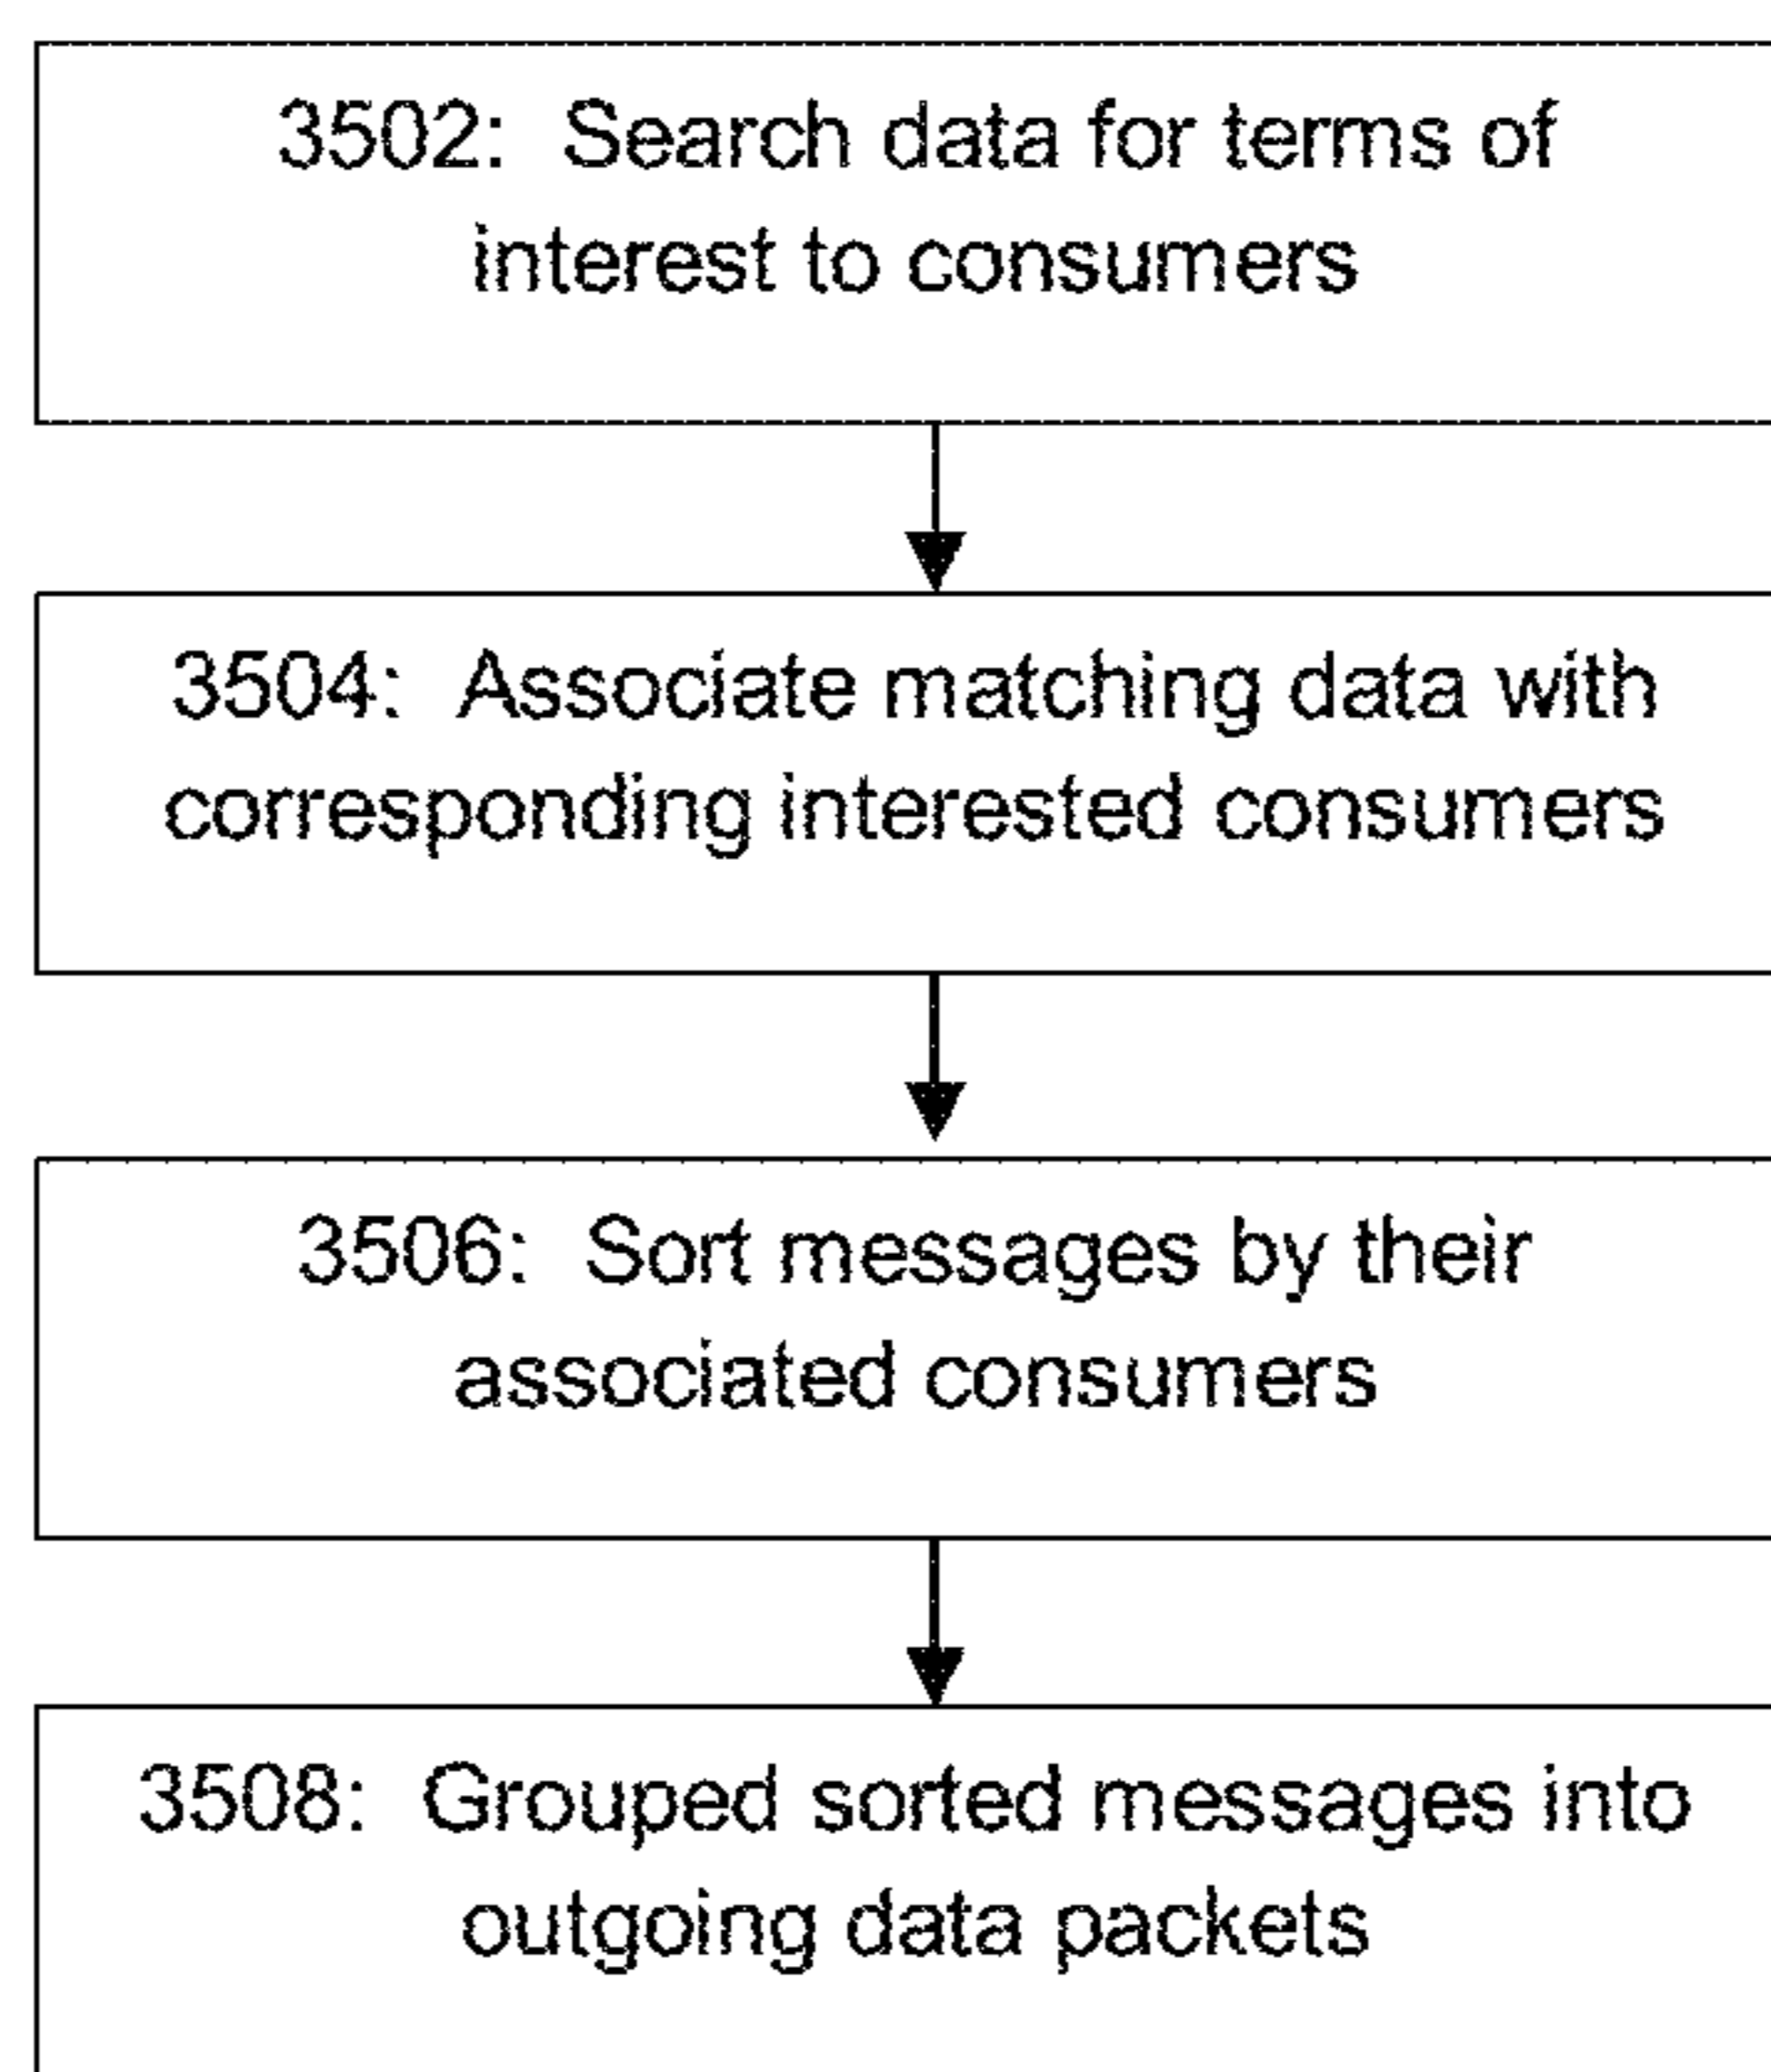 3502: Search data for terms of
interest to consumers
3504: Associate matching data with
corresponding interested consumers
3506: Sort messages by their
associated consumers
3508: Grouped sorted messages into
outgoing data packets